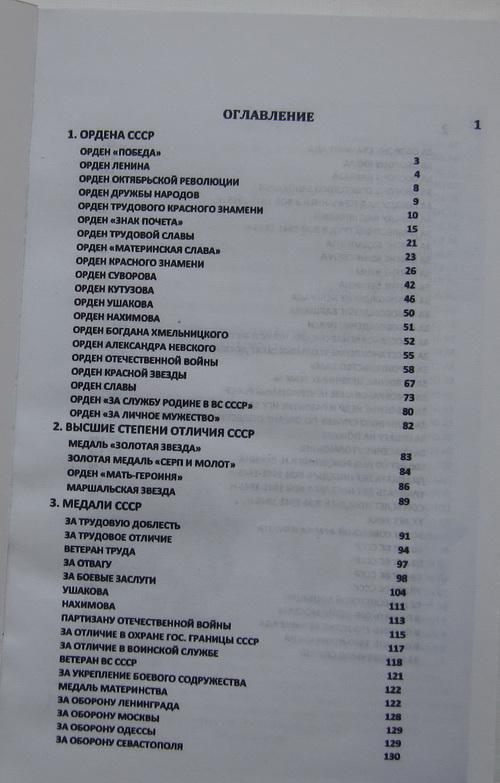 ОГЛАВЛЕНИЕ 1
1. ОРДЕНА СССР
ОРДЕН «ПОБЕДА» 3
ОРДЕН ЛЕНИНА 4
ОРДЕН ОКТЯБРЬСКОЙ РЕВОЛЮЦИИ 8
ОРДЕН ДРУЖБЫ НАРОДОВ 9
ОРДЕН ТРУДОВОГО КРАСНОГО ЗНАМЕНИ 10
ОРДЕН «ЗНАК ПОЧЕТА» 15
ОРДЕН ТРУДОВОЙ СЛАВЫ 21
ОРДЕН «МАТЕРИНСКАЯ СЛАВА» 23
ОРДЕН КРАСНОГО ЗНАМЕНИ 26
ОРДЕН СУВОРОВА 42
ОРДЕН КУТУЗОВА 46
ОРДЕН УШАКОВА 50
ОРДЕН НАХИМОВА 51
ОРДЕН БОГДАНА ХМЕЛЬНИЦКОГО 52
ОРДЕН АЛЕКСАНДРА НЕВСКОГО 55
ОРДЕН ОТЕЧЕСТВЕННОЙ ВОЙНЫ 58
ОРДЕН КРАСНОЙ ЗВЕЗДЫ 67
ОРДЕН СЛАВЫ 73
ОРДЕН «ЗА СЛУЖБУ РОДИНЕ В ВС СССР» 80
ОРДЕН «ЗА ЛИЧНОЕ МУЖЕСТВО» 82
2. ВЫСШИЕ СТЕПЕНИ ОТЛИЧИЯ СССР
МЕДАЛЬ «ЗОЛОТАЯ ЗВЕЗДА» 83
ЗОЛОТАЯ МЕДАЛЬ «СЕРП И МОЛОТ» 84
ОРДЕН «МАТЬ-ГЕРОИНЯ» 86
МАРШАЛЬСКАЯ ЗВЕЗДА 89
3. МЕДАЛИ СССР
ЗА ТРУДОВУЮ ДОБЛЕСТЬ 91
ЗА ТРУДОВОЕ ОТЛИЧИЕ 94
ВЕТЕРАН ТРУДА 97
ЗА ОТВАГУ 98
ЗА БОЕВЫЕ ЗАСЛУГИ 104
УШАКОВА 111
НАХИМОВА 113
ПАРТИЗАНУ ОТЕЧЕСТВЕННОЙ ВОЙНЫ 115
ЗА ОТЛИЧИЕ В ОХРАНЕ ГОС. ГРАНИЦЫ СССР 117
ЗА ОТЛИЧИЕ В ВОИНСКОЙ СЛУЖБЕ 118
ВЕТЕРАН ВС СССР 121
ЗА УКРЕПЛЕНИЕ БОЕВОГО СОДРУЖЕСТВА 122
МЕДАЛЬ МАТЕРИНСТВА 122
ЗА ОБОРОНУ ЛЕНИНГРАДА 128
ЗА ОБОРОНУ МОСКВЫ 129
ЗА ОБОРОНУ ОДЕССЫ 129
ЗА ОБОРОНУ СЕВАСТОПОЛЯ 130